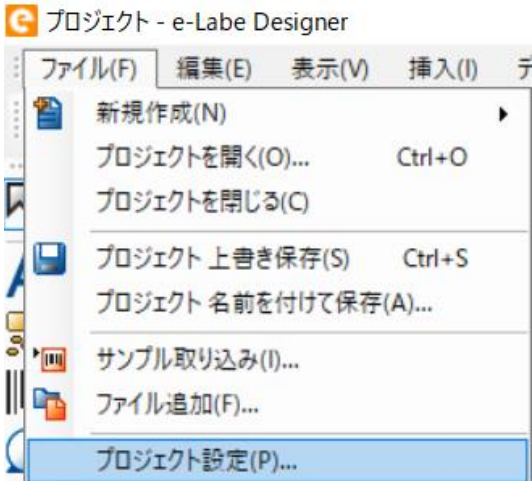 プロジェクト - e-Labe Designer
ファイル(F) 編集(E) 表示(V) 挿入(I)
新規作成(N)
プロジェクトを開く(O)... Ctrl+O
プロジェクトを閉じる(C)
プロジェクト 上書き保存(S) Ctrl+S
プロジェクト 名前を付けて保存(A)...
サンプル取り込み(I)...
ファイル追加(F)...
プロジェクト設定(P)...